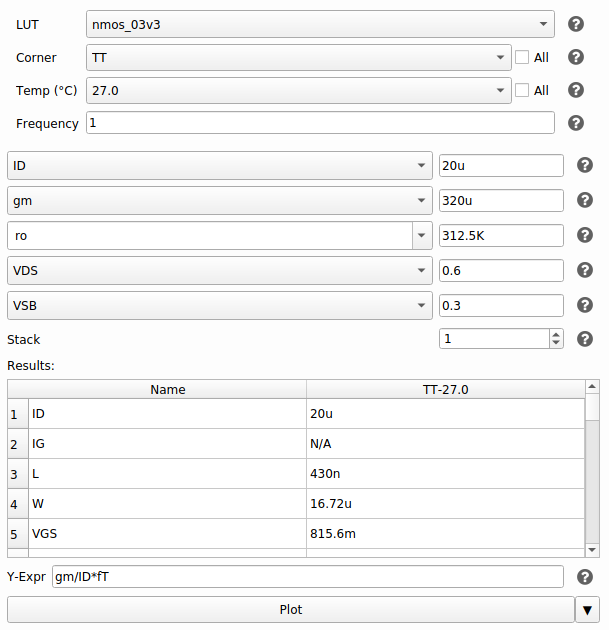 LUT nmos_03v3 ?
Corner TT All ?
Temp (°C) 27.0 All ?
Frequency 1 ?
ID 20u ?
gm 320u ?
ro 312.5K ?
VDS 0.6 ?
VSB 0.3 ?
Stack 1 ?
Results:
Name TT-27.0
1 ID 20u
2 IG N/A
3 L 430n
4 W 16.72u
5 VGS 815.6m
Y-Expr gm/ID*fT ?
Plot